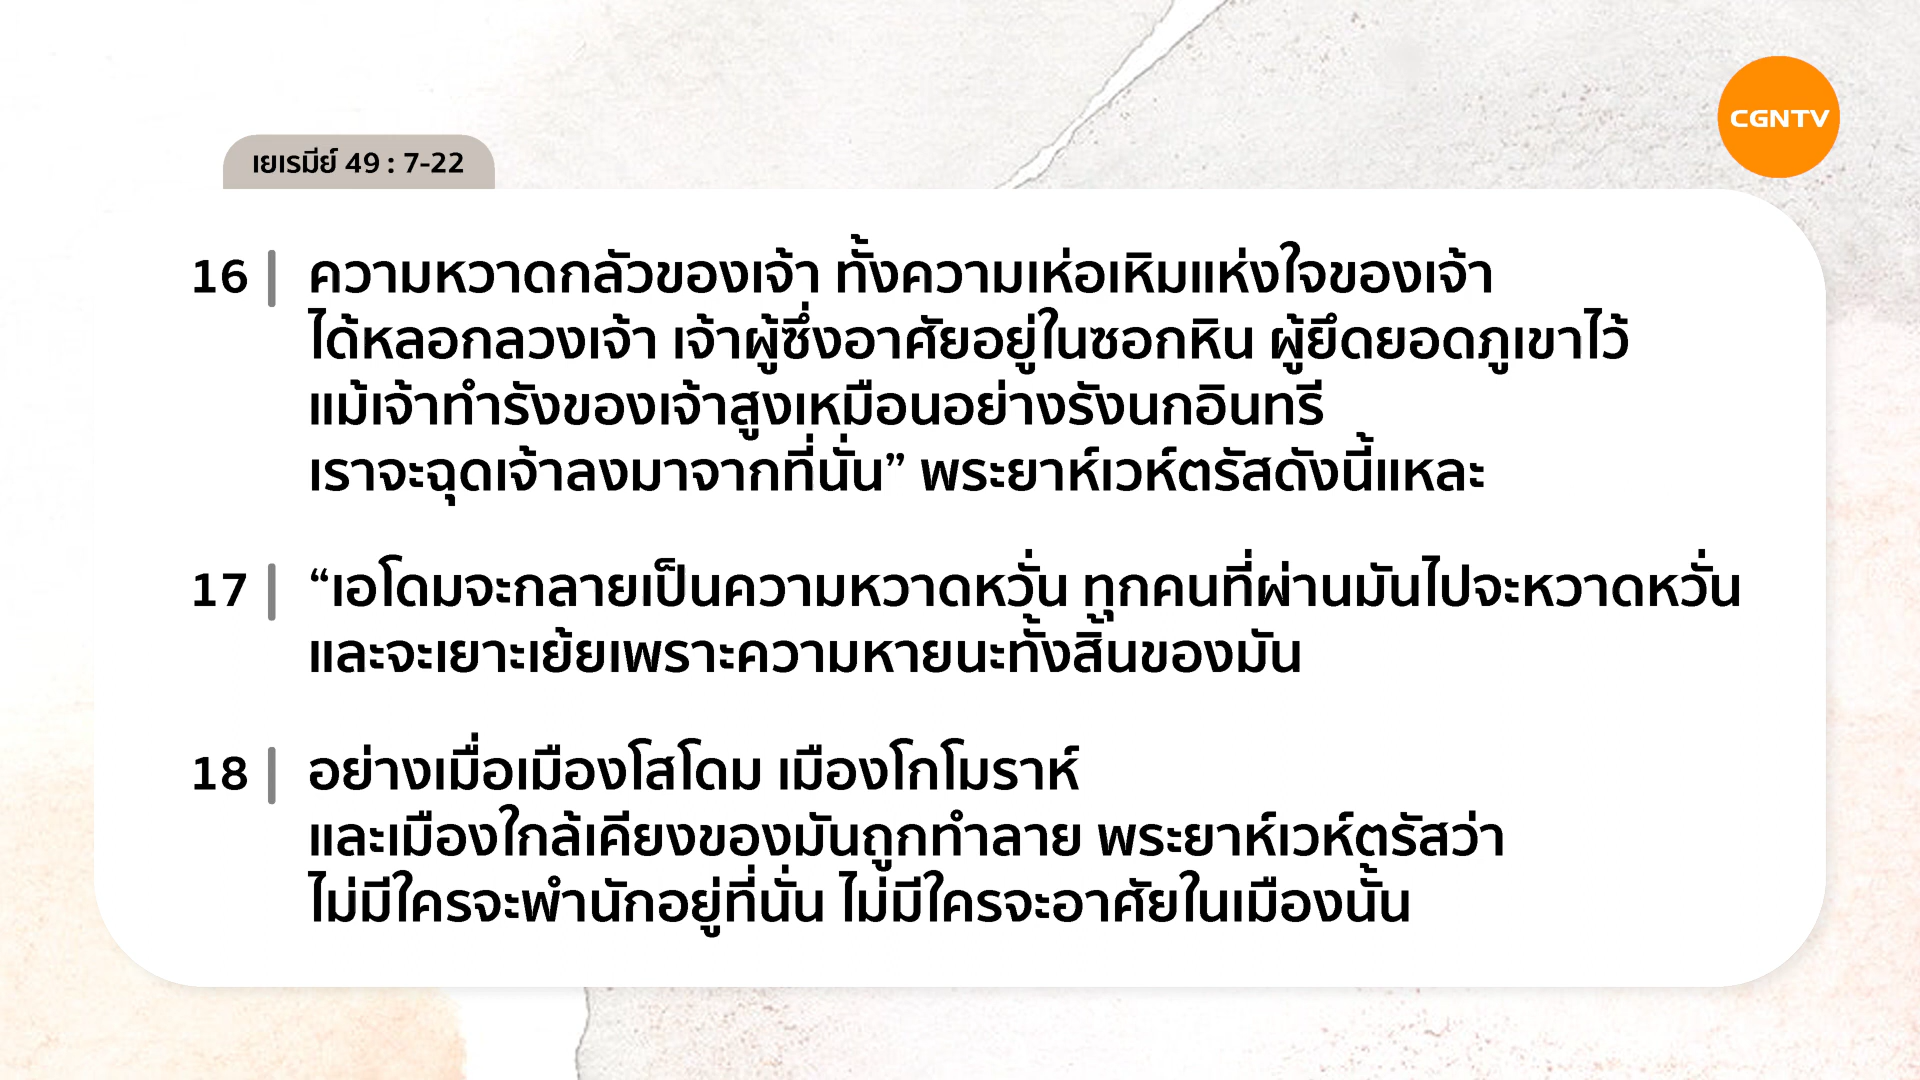 CGNTV
เยเรมีย์ 49 : 7-22
16 ความหวาดกลัวของเจ้า ทั้งความเห่อเหิมแห่งใจของเจ้า
ได้หลอกลวงเจ้า เจ้าผู้ซึ่งอาศัยอยู่ในซอกหิน ผู้ยึดยอดภูเขาไว้
แม้เจ้าทำรังของเจ้าสูงเหมือนอย่างรังนกอินทรี
เราจะฉุดเจ้าลงมาจากที่นั่น” พระยาห์เวห์ตรัสดังนี้แหละ
17 “เอโดมจะกลายเป็นความหวาดหวั่น ทุกคนที่ผ่านมันไปจะหวาดหวั่น
และจะเยาะเย้ยเพราะความหายนะทั้งสิ้นของมัน
18 อย่างเมื่อเมืองโสโดม เมืองโกโมราห์
และเมืองใกล้เคียงของมันถูกทำลาย พระยาห์เวห์ตรัสว่า
ไม่มีใครจะพำนักอยู่ที่นั่น ไม่มีใครจะอาศัยในเมืองนั้น